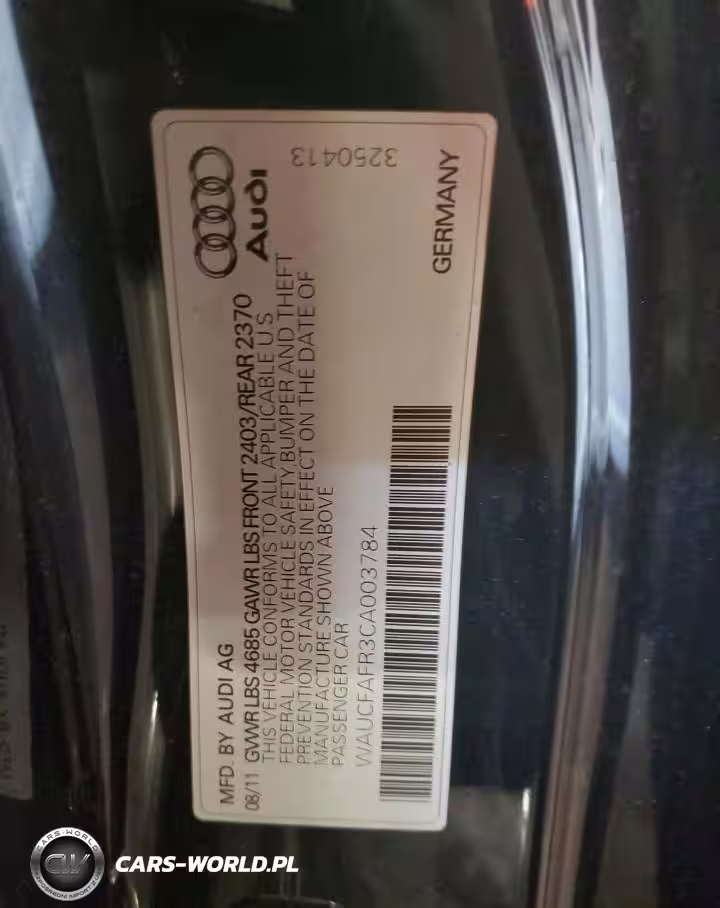 MFD. BY AUDI AG
08/11 GVWR LBS 4685 GAWR LBS FRONT 2403/REAR 2370
THIS VEHICLE CONFORMS TO ALL APPLICABLE U S
FEDERAL MOTOR VEHICLE SAFETY, BUMPER AND THEFT
PREVENTION STANDARDS IN EFFECT ON THE DATE OF
MANUFACTURE SHOWN ABOVE
PASSENGER CAR
WAUCFAFR3CA003784
Audi
3250413
GERMANY
CARS-WORLD
CARS-WORLD.PL